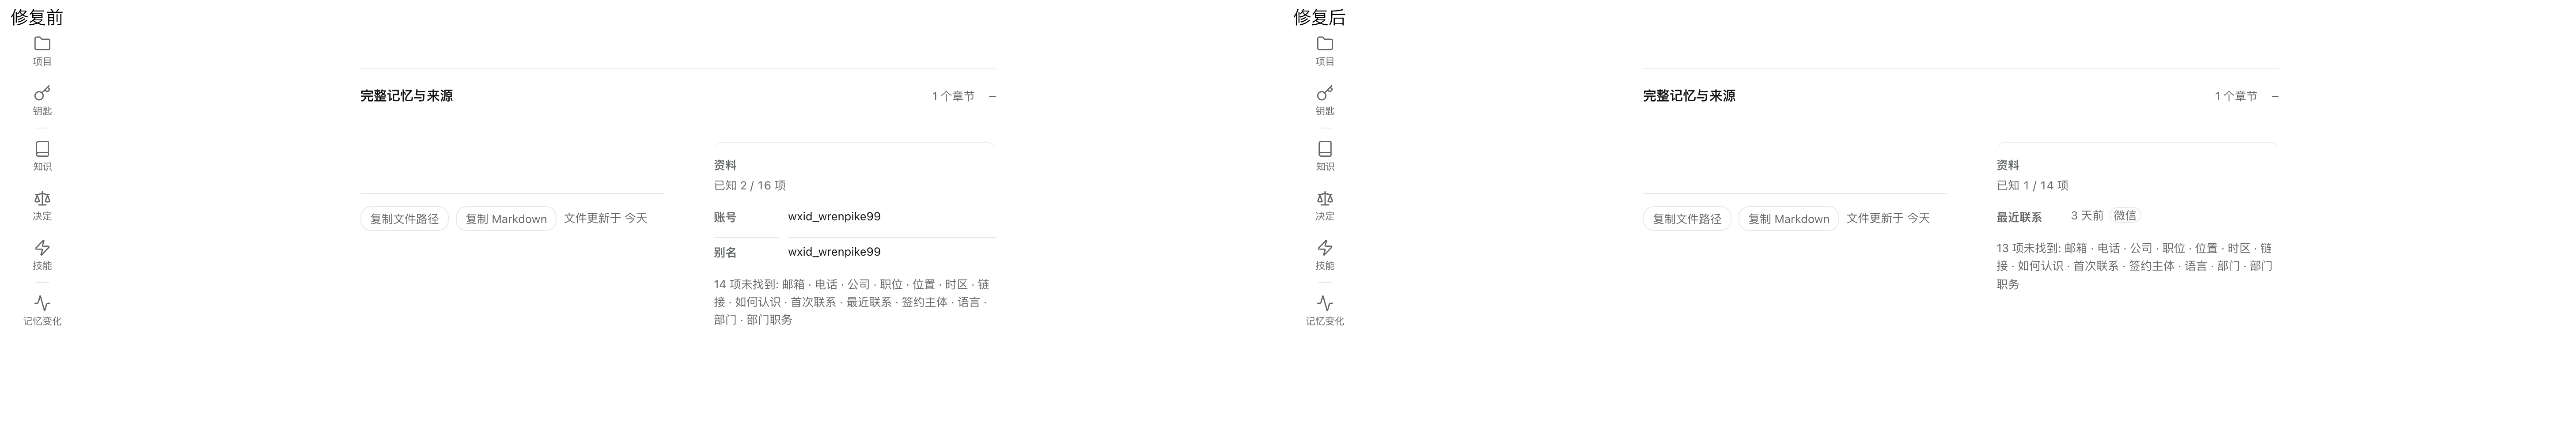 修复前
项目
钥匙
知识
决定
技能
记忆变化
完整记忆与来源
1 个章节 −
复制文件路径 复制 Markdown 文件更新于 今天
资料
已知 2 / 16 项
账号 wxid_wrenpike99
别名 wxid_wrenpike99
14 项未找到: 邮箱 · 电话 · 公司 · 职位 · 位置 · 时区 · 链
接 · 如何认识 · 首次联系 · 最近联系 · 签约主体 · 语言 ·
部门 · 部门职务
修复后
项目
钥匙
知识
决定
技能
记忆变化
完整记忆与来源
1 个章节 −
复制文件路径 复制 Markdown 文件更新于 今天
资料
已知 1 / 14 项
最近联系 3 天前 微信
13 项未找到: 邮箱 · 电话 · 公司 · 职位 · 位置 · 时区 · 链
接 · 如何认识 · 首次联系 · 签约主体 · 语言 · 部门 · 部门
职务